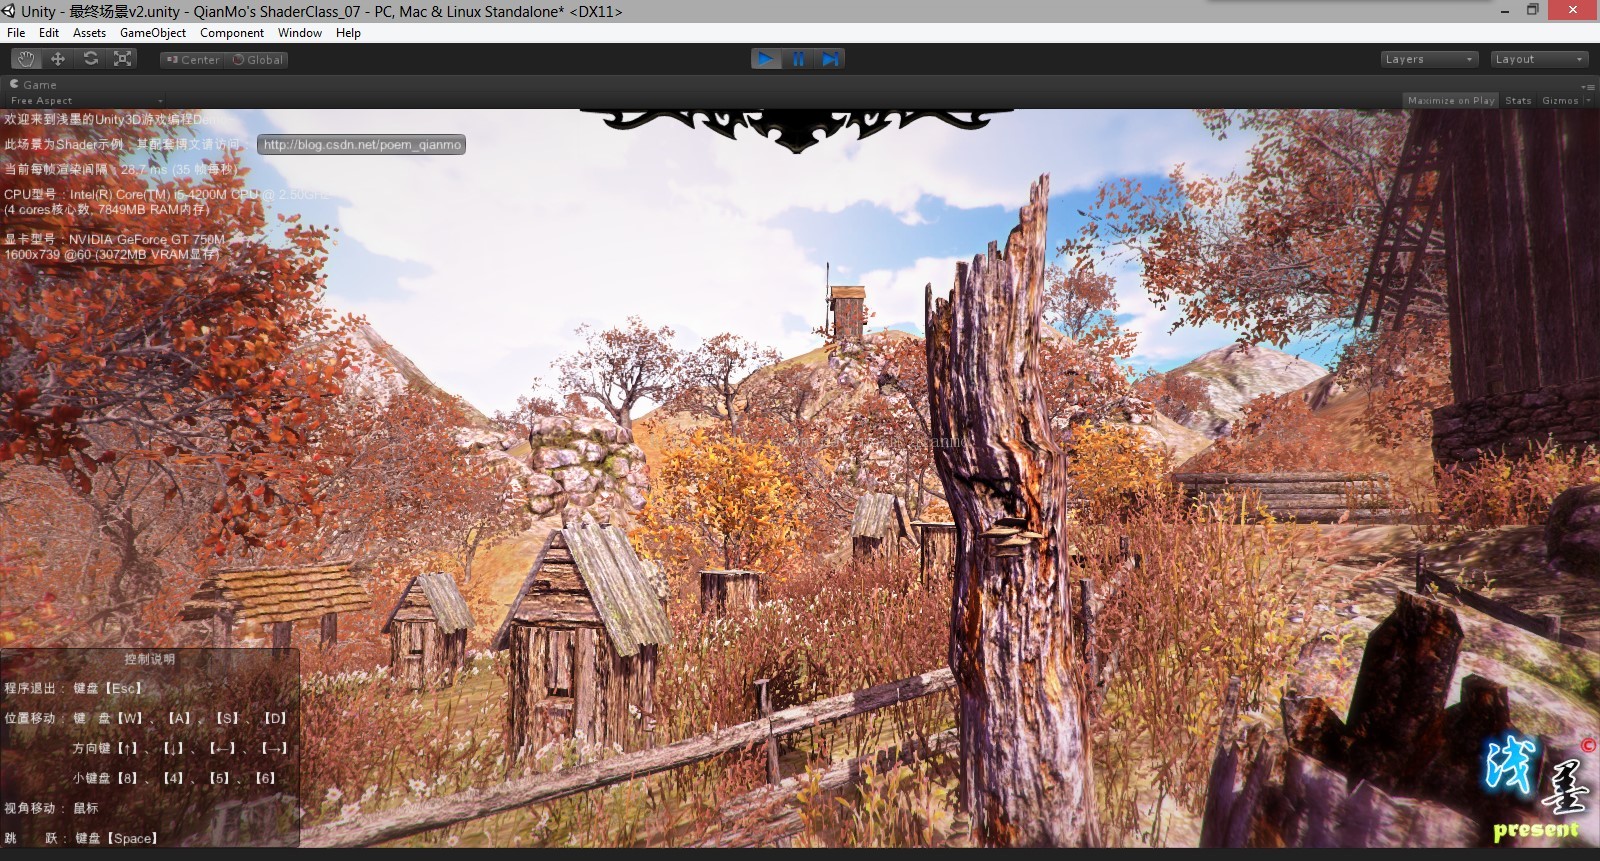 Unity - 最终场景v2.unity - QianMo's ShaderClass_07 - PC, Mac & Linux Standalone* <DX11>
File Edit Assets GameObject Component Window Help
Center Global Layers Layout
Game
Free Aspect Maximize on Play Stats Gizmos
欢迎来到浅墨的Unity3D游戏编程Demo
此场景为Shader示例，其配套博文请访问： http://blog.csdn.net/poem_qianmo
当前每帧渲染间隔：28.7 ms (35 帧每秒)
CPU型号：Intel(R) Core(TM) i5-4200M CPU @ 2.50GHz
(4 cores核心数, 7849MB RAM内存)
显卡型号：NVIDIA GeForce GT 750M
1600x739 @60 (3072MB VRAM显存)
控制说明
程序退出： 键盘【Esc】
位置移动： 键 盘【W】、【A】、【S】、【D】
方向键【↑】、【↓】、【←】、【→】
小键盘【8】、【4】、【5】、【6】
视角移动： 鼠标
跳 跃： 键盘【Space】
浅墨 ©
present